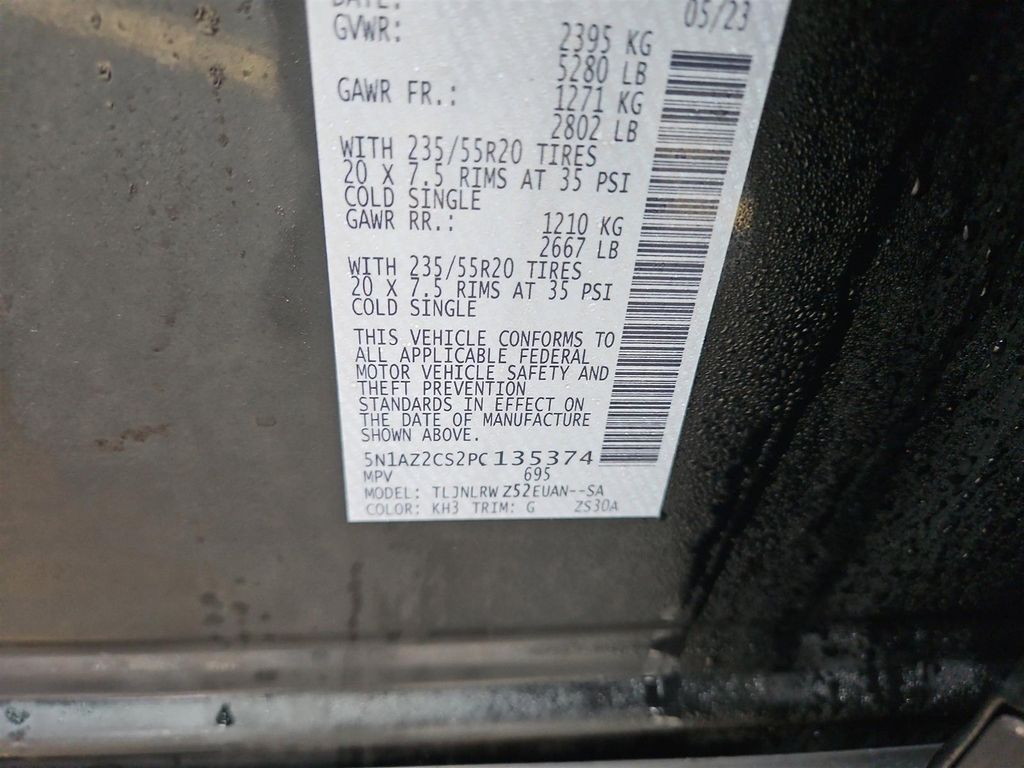 DATE: 05/23
GVWR: 2395 KG
5280 LB
GAWR FR.: 1271 KG
2802 LB
WITH 235/55R20 TIRES
20 X 7.5 RIMS AT 35 PSI
COLD SINGLE
GAWR RR.: 1210 KG
2667 LB
WITH 235/55R20 TIRES
20 X 7.5 RIMS AT 35 PSI
COLD SINGLE
THIS VEHICLE CONFORMS TO
ALL APPLICABLE FEDERAL
MOTOR VEHICLE SAFETY AND
THEFT PREVENTION
STANDARDS IN EFFECT ON
THE DATE OF MANUFACTURE
SHOWN ABOVE.
5N1AZ2CS2PC135374
MPV 695
MODEL: TLJNLRWZ52EUAN--SA
COLOR: KH3 TRIM: G ZS30A